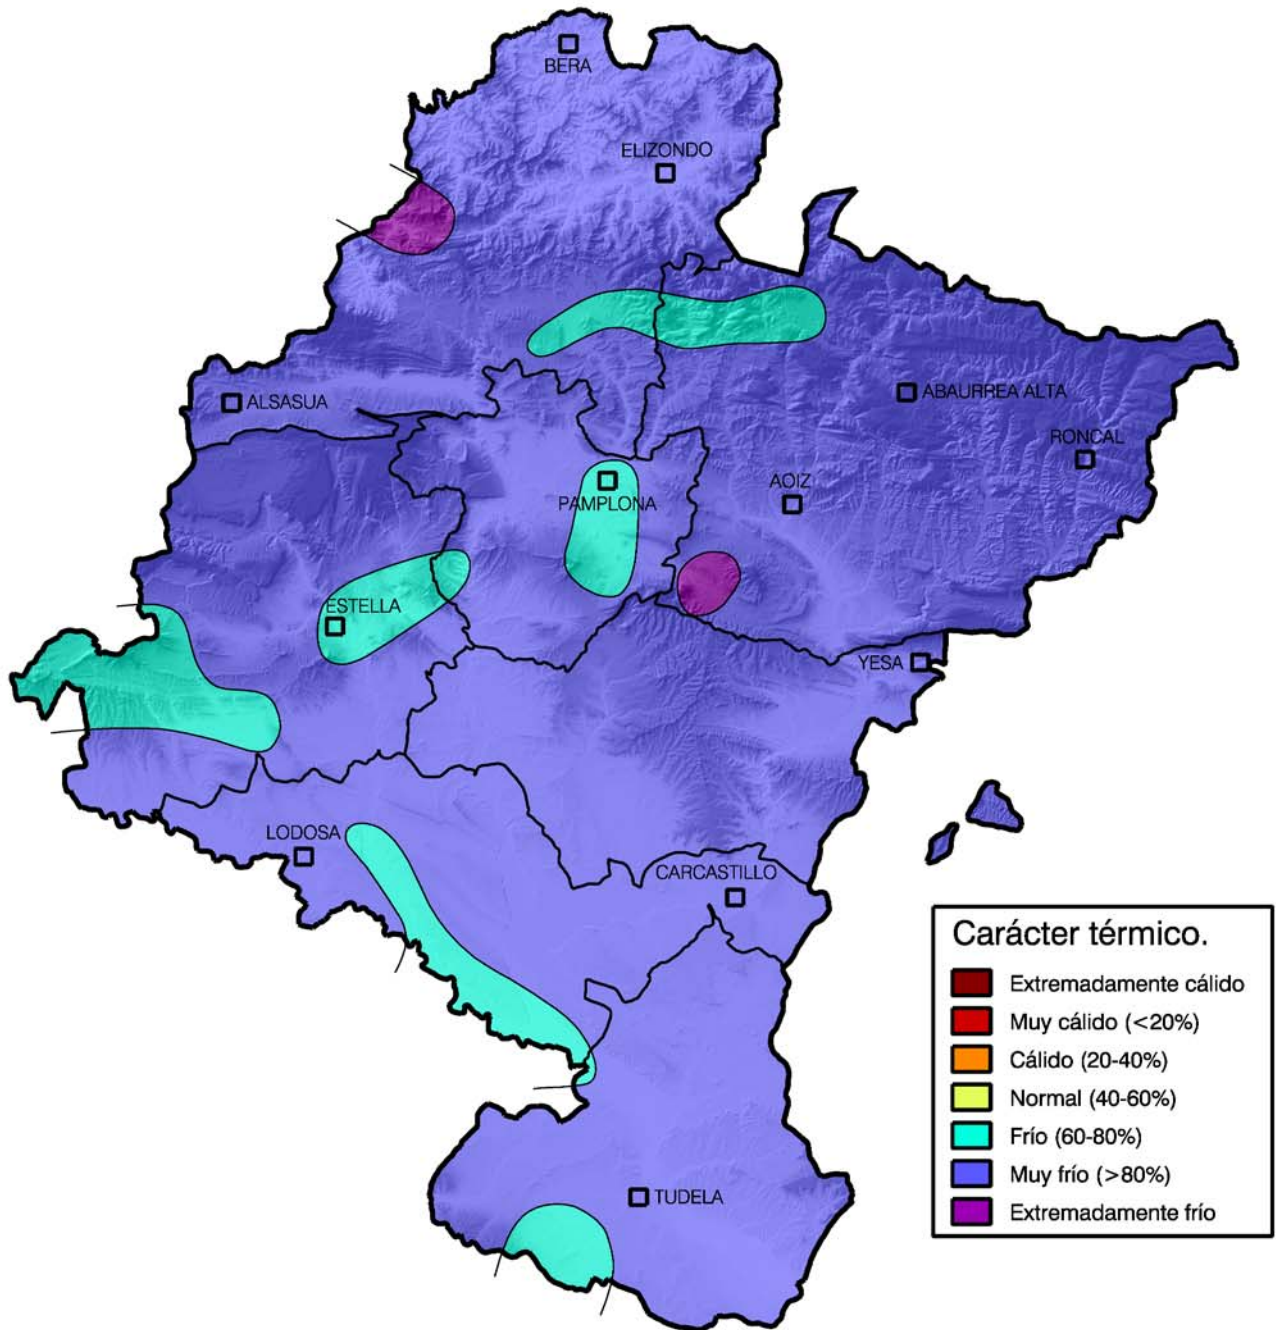 BERA
ELIZONDO
ALSASUA
ABAURREA ALTA
RONCAL
AOIZ
PAMPLONA
ESTELLA
YESA
LODOSA
CARCASTILLO
TUDELA
Carácter térmico.
Extremadamente cálido
Muy cálido (<20%)
Cálido (20-40%)
Normal (40-60%)
Frío (60-80%)
Muy frío (>80%)
Extremadamente frío